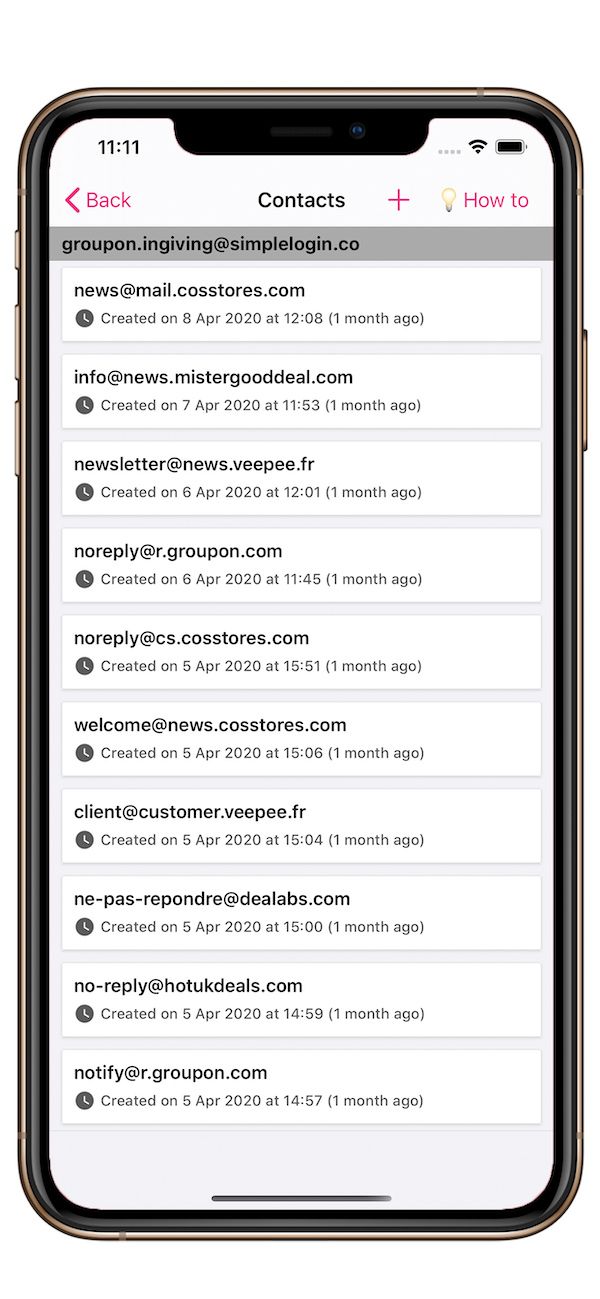 11:11
Back Contacts + How to
groupon.ingiving@simplelogin.co
news@mail.cosstores.com
Created on 8 Apr 2020 at 12:08 (1 month ago)
info@news.mistergooddeal.com
Created on 7 Apr 2020 at 11:53 (1 month ago)
newsletter@news.veepee.fr
Created on 6 Apr 2020 at 12:01 (1 month ago)
noreply@r.groupon.com
Created on 6 Apr 2020 at 11:45 (1 month ago)
noreply@cs.cosstores.com
Created on 5 Apr 2020 at 15:51 (1 month ago)
welcome@news.cosstores.com
Created on 5 Apr 2020 at 15:06 (1 month ago)
client@customer.veepee.fr
Created on 5 Apr 2020 at 15:04 (1 month ago)
ne-pas-repondre@dealabs.com
Created on 5 Apr 2020 at 15:00 (1 month ago)
no-reply@hotukdeals.com
Created on 5 Apr 2020 at 14:59 (1 month ago)
notify@r.groupon.com
Created on 5 Apr 2020 at 14:57 (1 month ago)